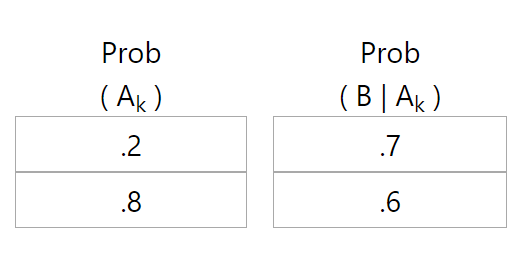 Prob Prob
( Ak ) ( B | Ak )
.2 .7
.8 .6